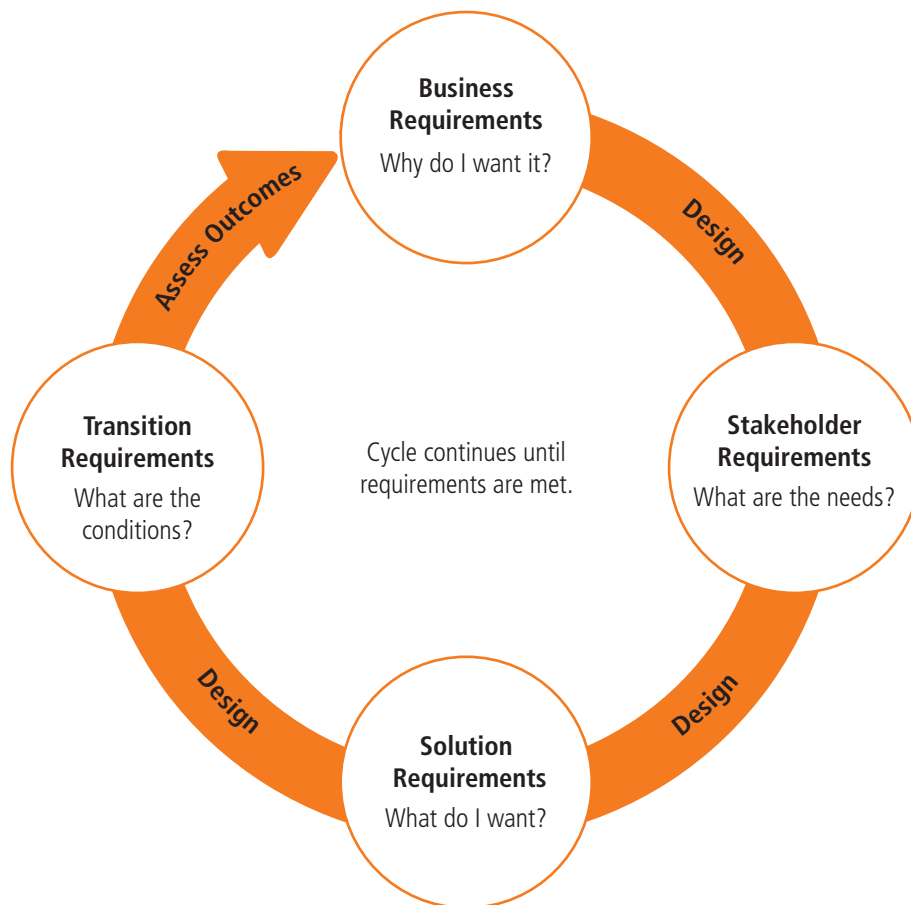 Business
Requirements
Why do I want it?
Design
Stakeholder
Requirements
What are the needs?
Design
Solution
Requirements
What do I want?
Design
Transition
Requirements
What are the
conditions?
Assess Outcomes
Cycle continues until
requirements are met.